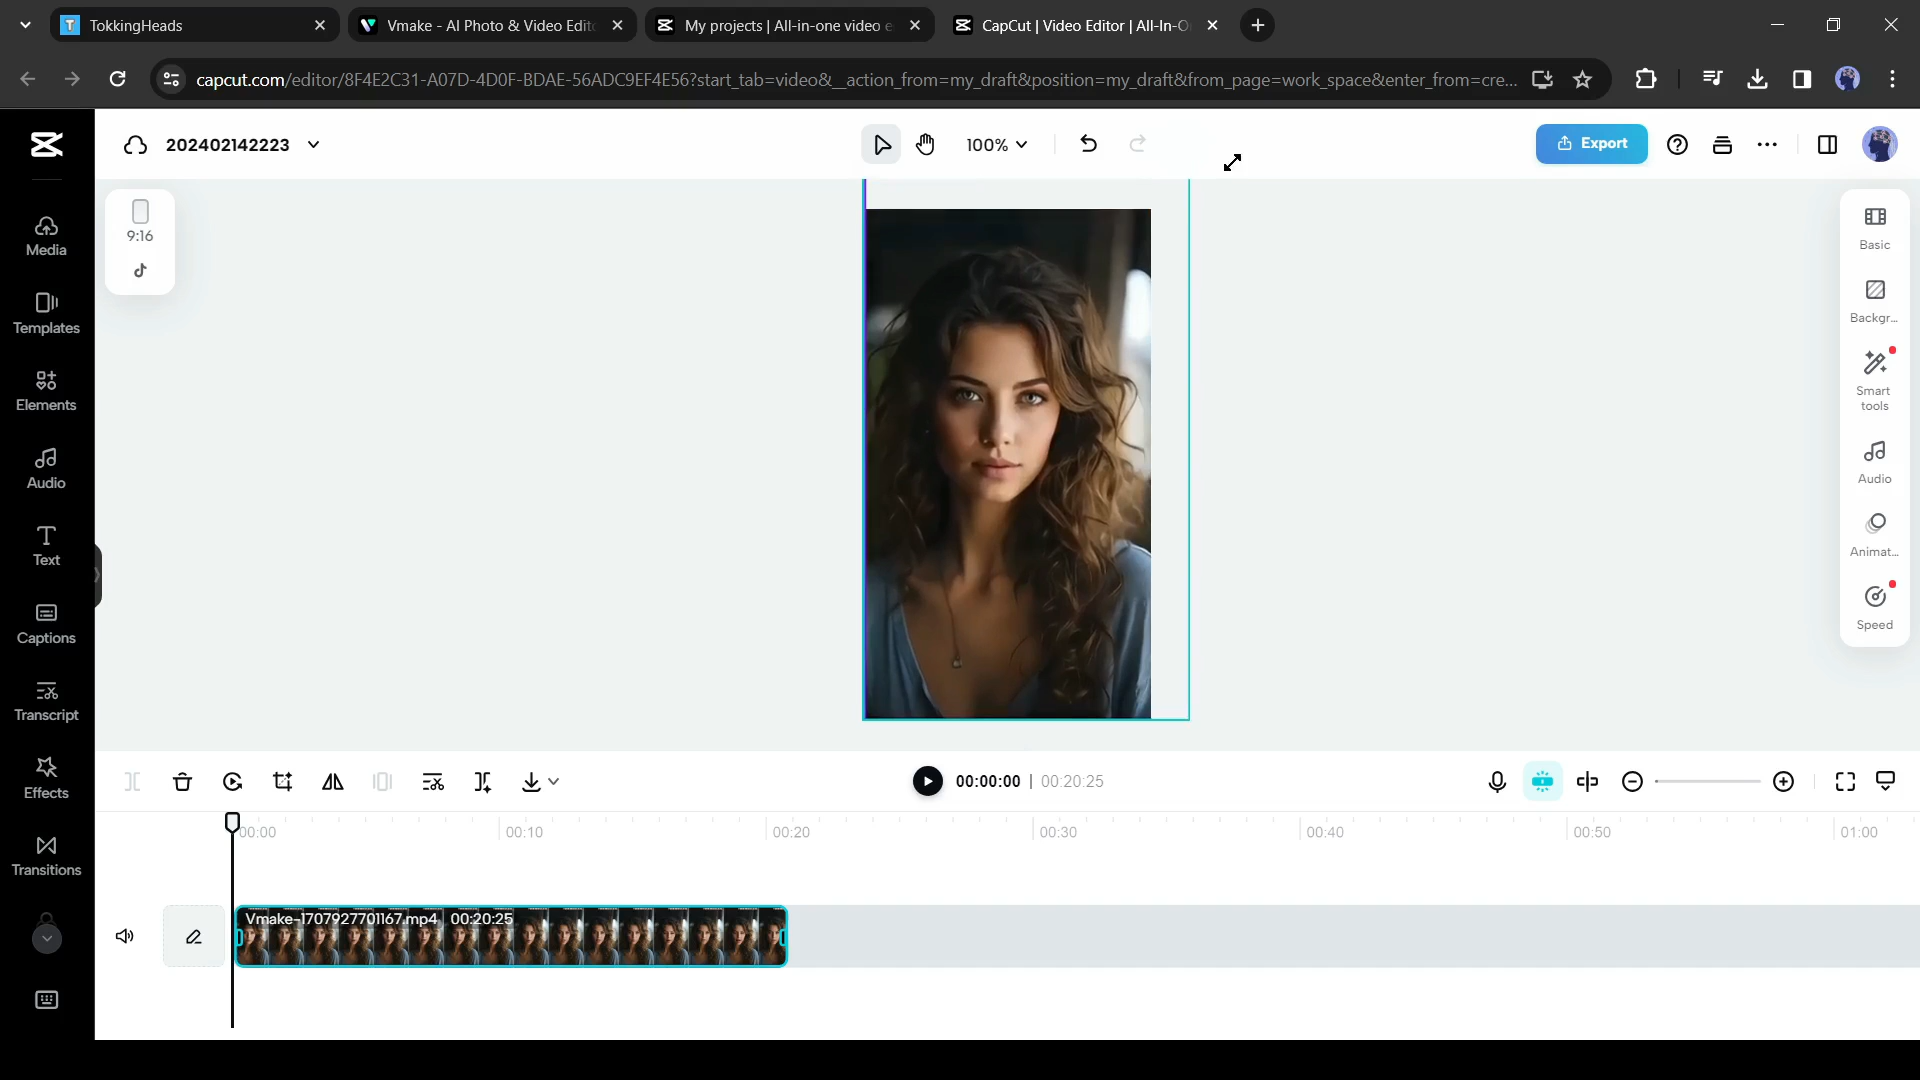 TokkingHeads
Vmake - AI Photo & Video Edito
My projects | All-in-one video e
CapCut | Video Editor | All-In-O
capcut.com/editor/8F4E2C31-A07D-4D0F-BDAE-56ADC9EF4E56?start_tab=video&__action_from=my_draft&position=my_draft&from_page=work_space&enter_from=cre...
202402142223
100%
Export
9:16
Media
Templates
Elements
Audio
Text
Captions
Transcript
Effects
Transitions
Basic
Backgr...
Smart
tools
Audio
Animat...
Speed
00:00:00 | 00:20:25
00:00
00:10
00:20
00:30
00:40
00:50
01:00
Vmake-1707927701167.mp4 00:20:25